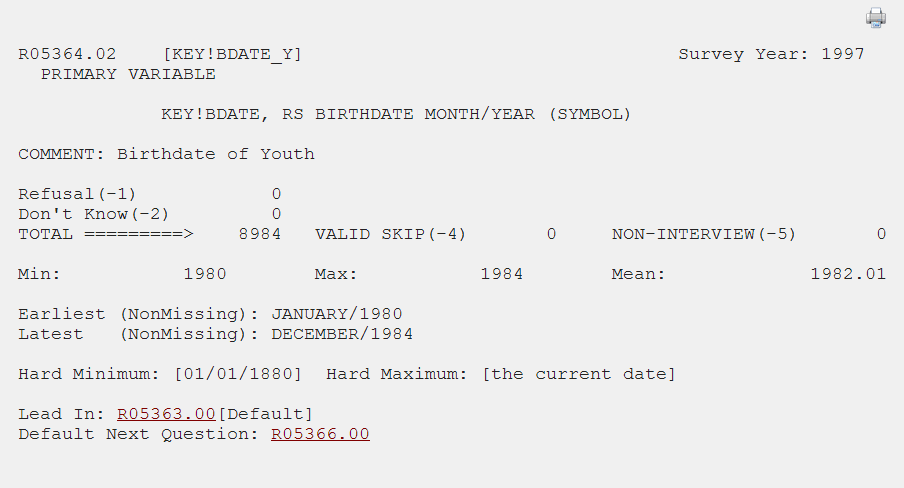 R05364.02    [KEY!BDATE_Y]                                  Survey Year: 1997
  PRIMARY VARIABLE
             KEY!BDATE, RS BIRTHDATE MONTH/YEAR (SYMBOL)
COMMENT: Birthdate of Youth
Refusal(-1)            0
Don't Know(-2)         0
TOTAL =========>    8984   VALID SKIP(-4)       0     NON-INTERVIEW(-5)       0
Min:           1980        Max:           1984        Mean:             1982.01
Earliest (NonMissing): JANUARY/1980
Latest   (NonMissing): DECEMBER/1984
Hard Minimum: [01/01/1880]  Hard Maximum: [the current date]
Lead In: R05363.00[Default]
Default Next Question: R05366.00